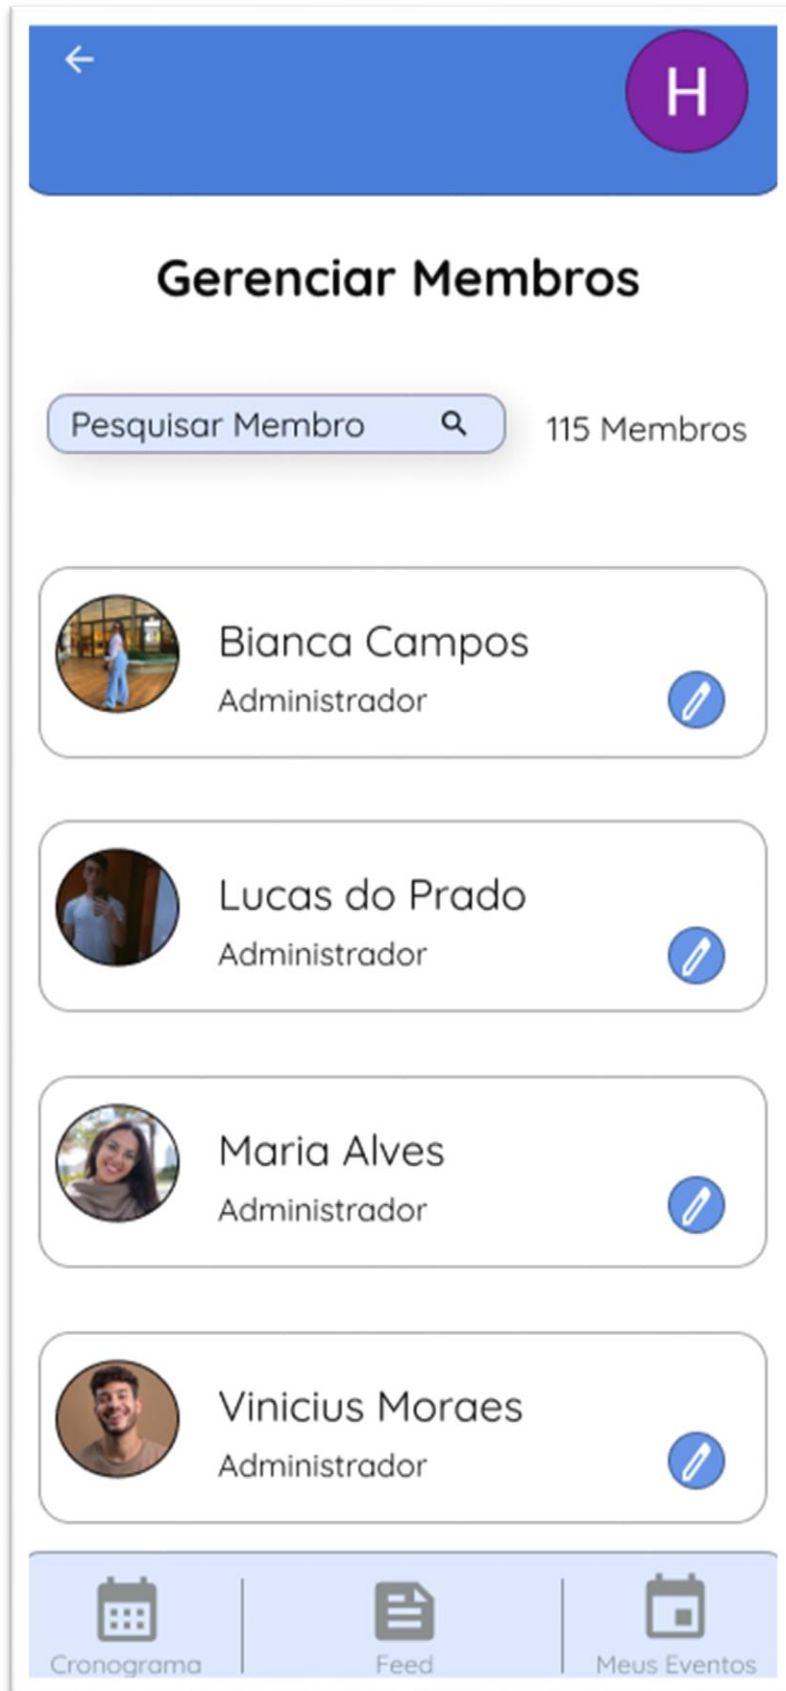 H
Gerenciar Membros
Pesquisar Membro
115 Membros
Bianca Campos
Administrador
Lucas do Prado
Administrador
Maria Alves
Administrador
Vinicius Moraes
Administrador
Cronograma
Feed
Meus Eventos